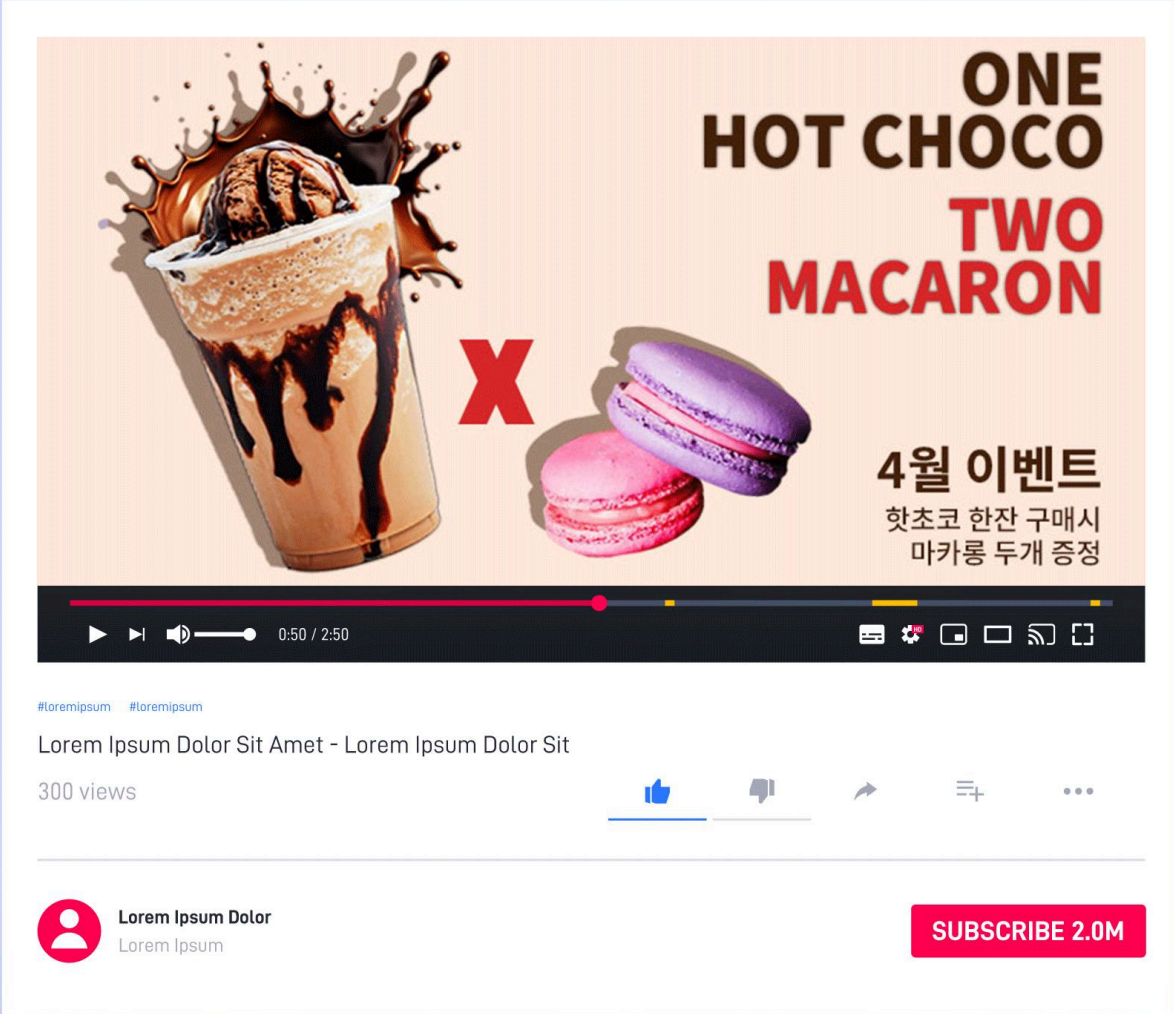 ONE
HOT CHOCO
TWO
MACARON
X
4월 이벤트
핫초코 한잔 구매시
마카롱 두개 증정
0:50 / 2:50
HD
#loremipsum #loremipsum
Lorem Ipsum Dolor Sit Amet - Lorem Ipsum Dolor Sit
300 views
Lorem Ipsum Dolor
Lorem Ipsum
SUBSCRIBE 2.0M